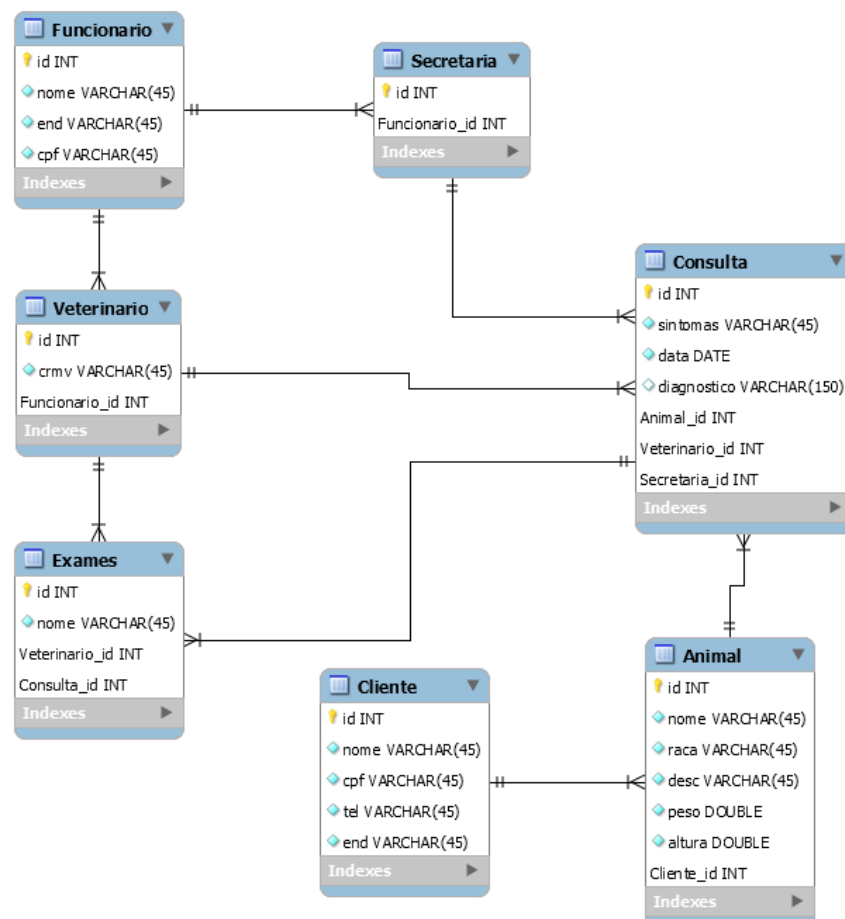 Funcionario
id INT
nome VARCHAR(45)
end VARCHAR(45)
cpf VARCHAR(45)
Indexes
Secretaria
id INT
Funcionario_id INT
Indexes
Veterinario
id INT
crmv VARCHAR(45)
Funcionario_id INT
Indexes
Consulta
id INT
sintomas VARCHAR(45)
data DATE
diagnostico VARCHAR(150)
Animal_id INT
Veterinario_id INT
Secretaria_id INT
Indexes
Exames
id INT
nome VARCHAR(45)
Veterinario_id INT
Consulta_id INT
Indexes
Cliente
id INT
nome VARCHAR(45)
cpf VARCHAR(45)
tel VARCHAR(45)
end VARCHAR(45)
Indexes
Animal
id INT
nome VARCHAR(45)
raca VARCHAR(45)
desc VARCHAR(45)
peso DOUBLE
altura DOUBLE
Cliente_id INT
Indexes